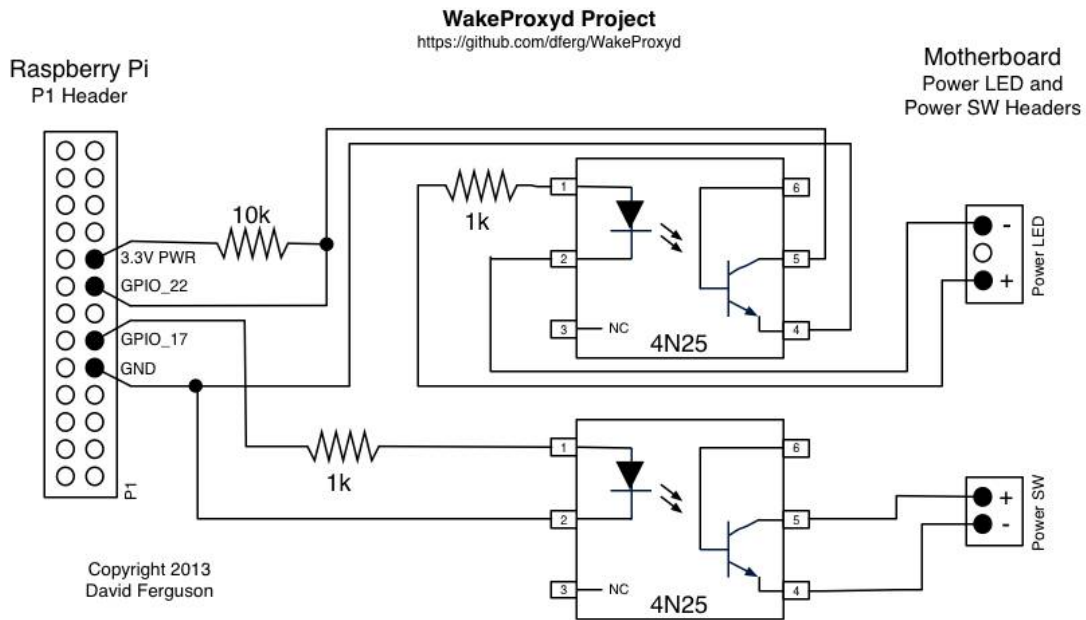 WakeProxyd Project
https://github.com/dferg/WakeProxyd
Raspberry Pi
P1 Header
Motherboard
Power LED and
Power SW Headers
10k
3.3V PWR
GPIO_22
GPIO_17
GND
P1
1k
1
2
3
NC
6
5
4
4N25
-
+
Power LED
1k
1
2
3
NC
6
5
4
4N25
+
-
Power SW
Copyright 2013
David Ferguson